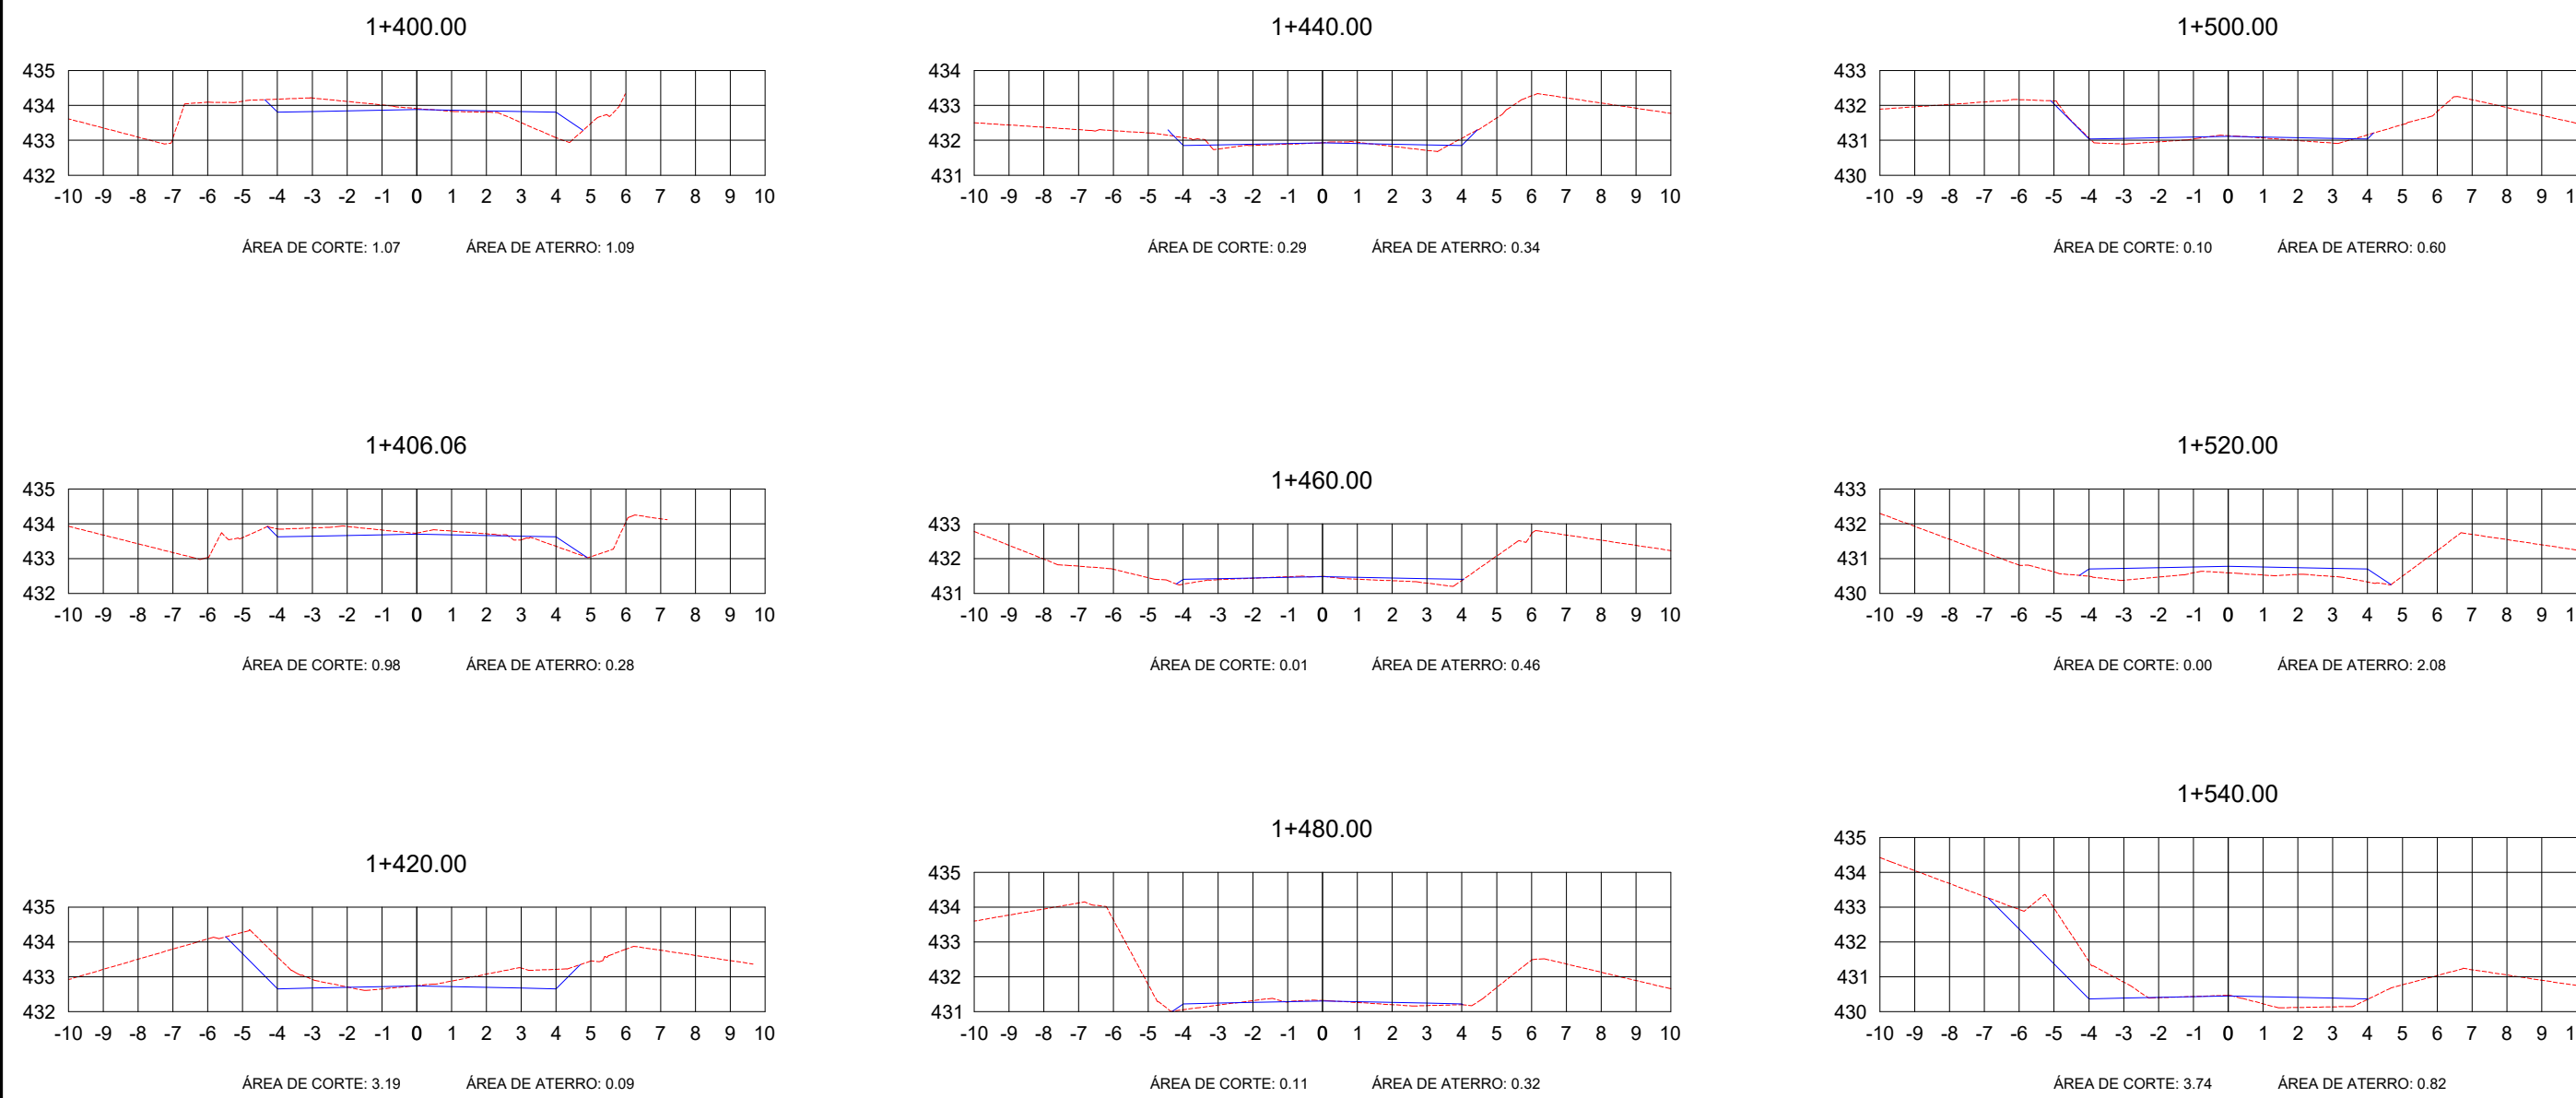 1+400.00
435
434
433
432
-10 -9 -8 -7 -6 -5 -4 -3 -2 -1 0 1 2 3 4 5 6 7 8 9 10
ÁREA DE CORTE: 1.07 ÁREA DE ATERRO: 1.09
1+406.06
435
434
433
432
-10 -9 -8 -7 -6 -5 -4 -3 -2 -1 0 1 2 3 4 5 6 7 8 9 10
ÁREA DE CORTE: 0.98 ÁREA DE ATERRO: 0.28
1+420.00
435
434
433
432
-10 -9 -8 -7 -6 -5 -4 -3 -2 -1 0 1 2 3 4 5 6 7 8 9 10
ÁREA DE CORTE: 3.19 ÁREA DE ATERRO: 0.09
1+440.00
434
433
432
431
-10 -9 -8 -7 -6 -5 -4 -3 -2 -1 0 1 2 3 4 5 6 7 8 9 10
ÁREA DE CORTE: 0.29 ÁREA DE ATERRO: 0.34
1+460.00
433
432
431
-10 -9 -8 -7 -6 -5 -4 -3 -2 -1 0 1 2 3 4 5 6 7 8 9 10
ÁREA DE CORTE: 0.01 ÁREA DE ATERRO: 0.46
1+480.00
435
434
433
432
431
-10 -9 -8 -7 -6 -5 -4 -3 -2 -1 0 1 2 3 4 5 6 7 8 9 10
ÁREA DE CORTE: 0.11 ÁREA DE ATERRO: 0.32
1+500.00
433
432
431
430
-10 -9 -8 -7 -6 -5 -4 -3 -2 -1 0 1 2 3 4 5 6 7 8 9 1
ÁREA DE CORTE: 0.10 ÁREA DE ATERRO: 0.60
1+520.00
433
432
431
430
-10 -9 -8 -7 -6 -5 -4 -3 -2 -1 0 1 2 3 4 5 6 7 8 9 1
ÁREA DE CORTE: 0.00 ÁREA DE ATERRO: 2.08
1+540.00
435
434
433
432
431
430
-10 -9 -8 -7 -6 -5 -4 -3 -2 -1 0 1 2 3 4 5 6 7 8 9 1
ÁREA DE CORTE: 3.74 ÁREA DE ATERRO: 0.82